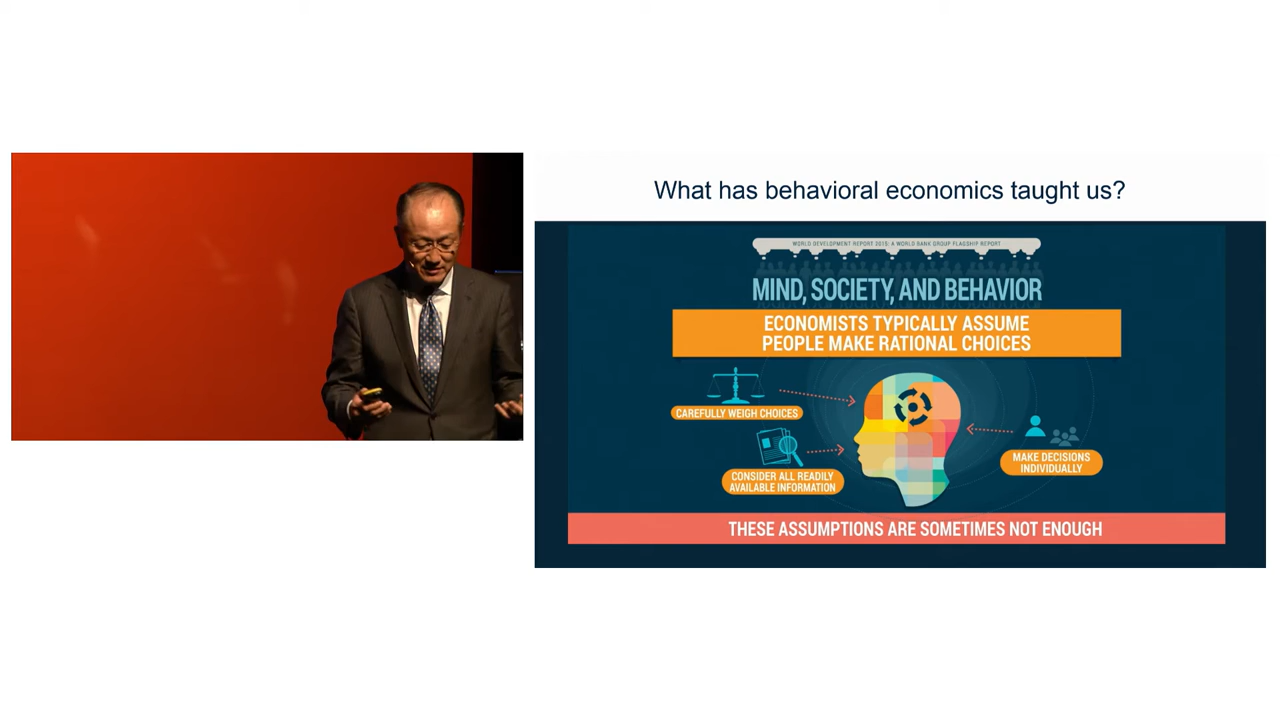 What has behavioral economics taught us?
WORLD DEVELOPMENT REPORT 2015: A WORLD BANK GROUP FLAGSHIP REPORT
MIND, SOCIETY, AND BEHAVIOR
ECONOMISTS TYPICALLY ASSUME
PEOPLE MAKE RATIONAL CHOICES
CAREFULLY WEIGH CHOICES
CONSIDER ALL READILY
AVAILABLE INFORMATION
MAKE DECISIONS
INDIVIDUALLY
THESE ASSUMPTIONS ARE SOMETIMES NOT ENOUGH